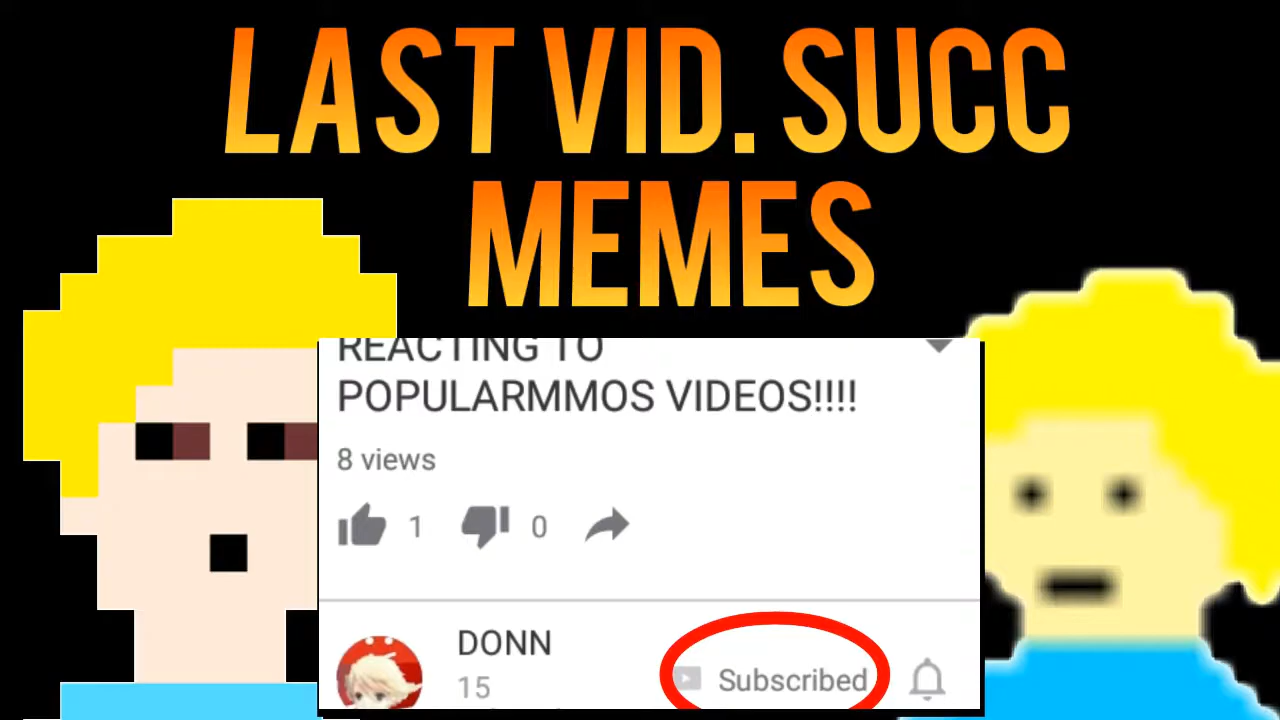 LAST VID. SUCC
MEMES
REACTING TO
POPULARMMOS VIDEOS!!!!
8 views
1 0
DONN
15
Subscribed